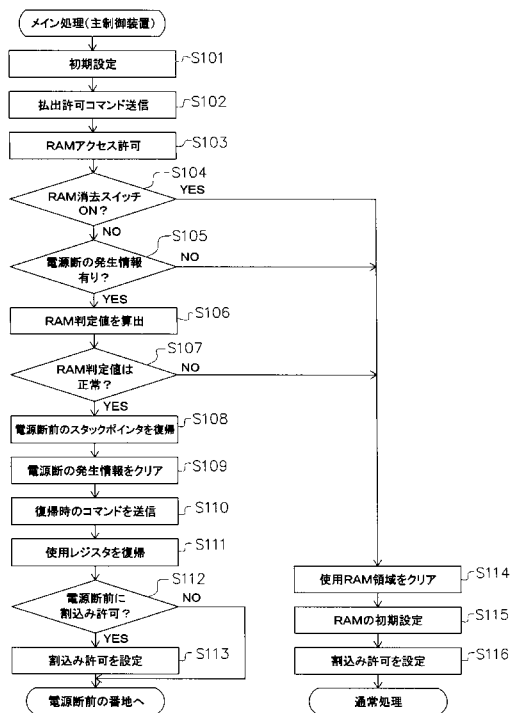 メイン処理(主制御装置)
初期設定
S101
払出許可コマンド送信
S102
RAMアクセス許可
S103
S104
RAM消去スイッチ
ON?
YES
NO
S105
電源断の発生情報
有り?
NO
YES
RAM判定値を算出
S106
S107
RAM判定値は
正常?
NO
YES
電源断前のスタックポインタを復帰
S108
電源断の発生情報をクリア
S109
復帰時のコマンドを送信
S110
使用レジスタを復帰
S111
S112
電源断前に
割込み許可?
NO
YES
割込み許可を設定
S113
電源断前の番地へ
使用RAM領域をクリア
S114
RAMの初期設定
S115
割込み許可を設定
S116
通常処理